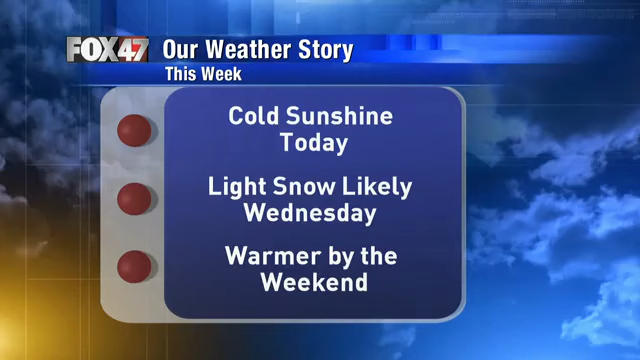 FOX47 Our Weather Story
This Week
Cold Sunshine
Today
Light Snow Likely
Wednesday
Warmer by the
Weekend